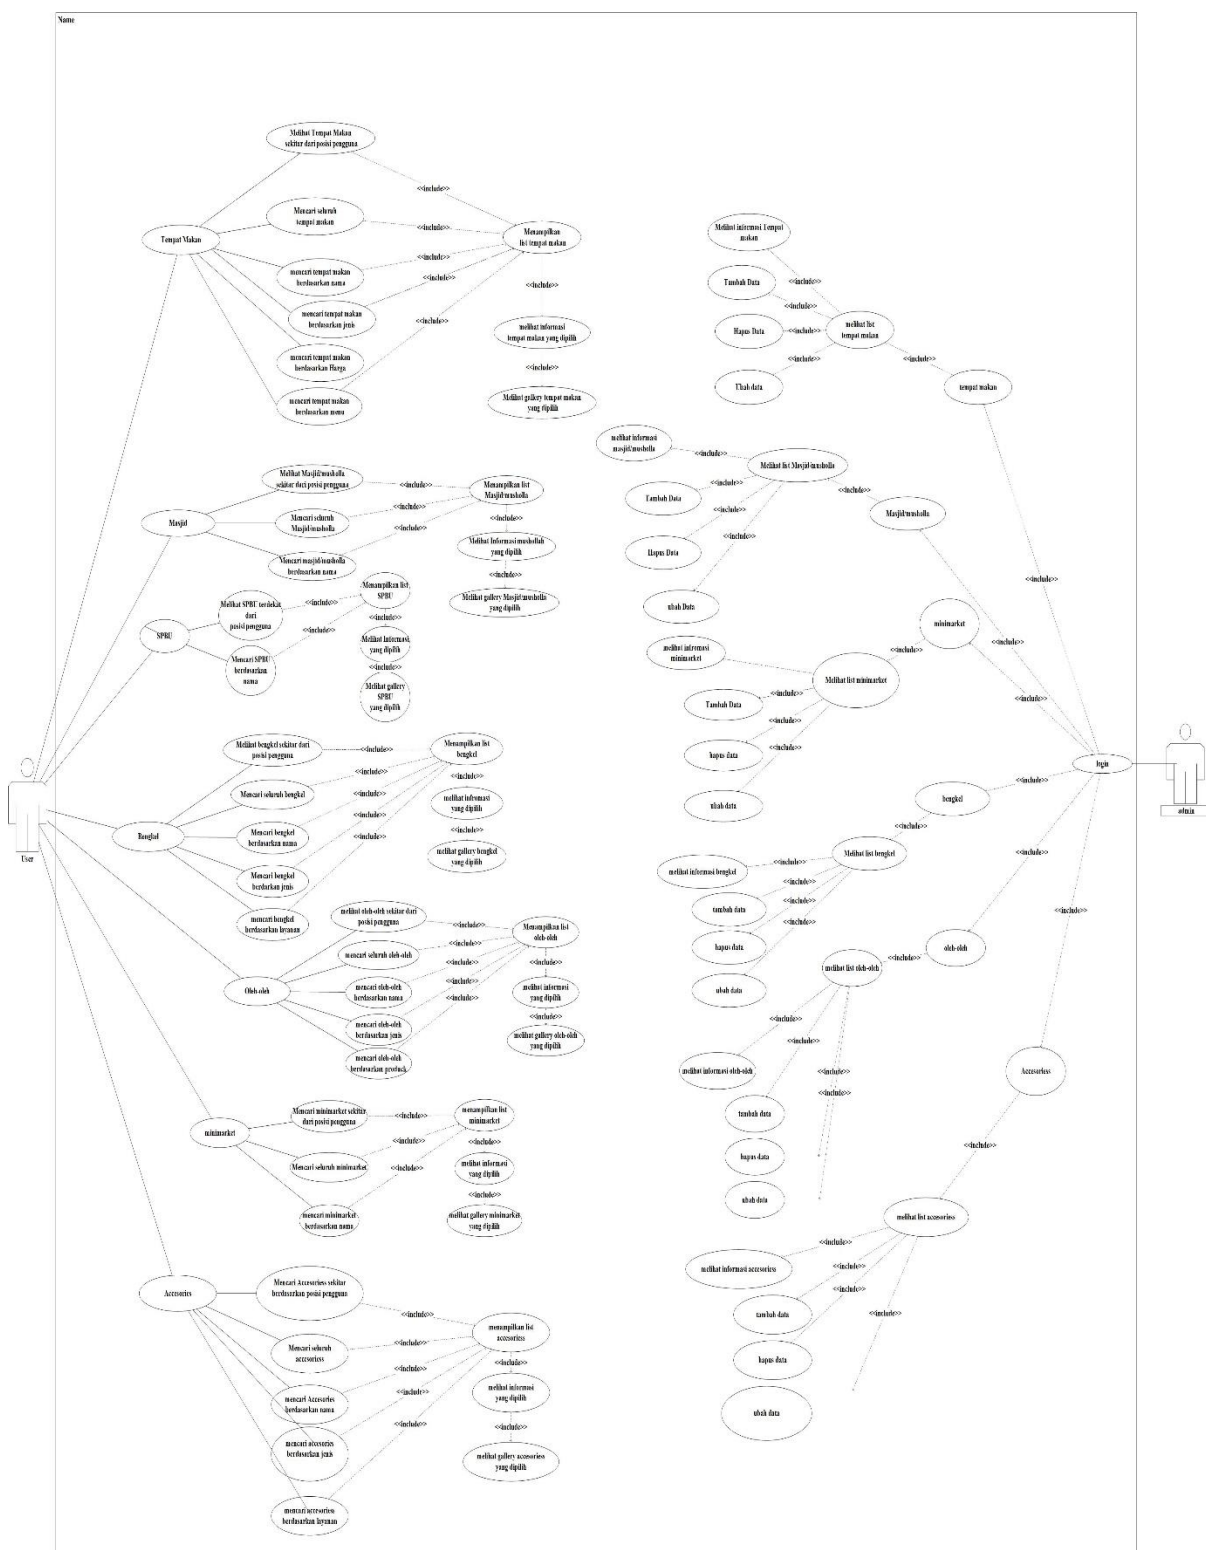 Name
Melihat Tempat Makan
sekitar dari posisi pengguna
<<include>>
Mencari seluruh
tempat makan
<<include>>
Tempat Makan
Menampilkan
list tempat makan
<<include>>
mencari tempat makan
berdasarkan nama
<<include>>
<<include>>
mencari tempat makan
berdasarkan jenis
<<include>>
melihat informasi
tempat makan yang dipilih
mencari tempat makan
berdasarkan Harga
<<include>>
mencari tempat makan
berdasarkan menu
Melihat gallery tempat makan
yang dipilih
Melihat Masjid/musholla
sekitar dari posisi pengguna
<<include>>
Menampilkan list
Masjid/musholla
Masjid
Mencari seluruh
Masjid/musholla
<<include>>
<<include>>
<<include>>
Melihat Informasi mushollah
yang dipilih
Mencari masjid/musholla
berdasarkan nama
<<include>>
Melihat gallery Masjid/musholla
yang dipilih
Melihat SPBU terdekat
dari
posisi pengguna
<<include>>
Menampilkan list
SPBU
SPBU
<<include>>
<<include>>
Mencari SPBU
berdasarkan
nama
Melihat Informasi
yang dipilih
<<include>>
Melihat gallery
SPBU
yang dipilih
User
Melihat bengkel sekitar dari
posisi pengguna
<<include>>
Menampilkan list
bengkel
Mencari seluruh bengkel
<<include>>
<<include>>
Bengkel
Mencari bengkel
berdasarkan nama
<<include>>
<<include>>
melihat infromasi
yang dipilih
Mencari bengkel
berdarkan jenis
<<include>>
<<include>>
melihat gallery bengkel
yang dipilih
mencari bengkel
berdasarkan layanan
melihat oleh-oleh sekitar dari
posisi pengguna
<<include>>
Menampilkan list
oleh-oleh
mencari seluruh oleh-oleh
<<include>>
<<include>>
Oleh-oleh
mencari oleh-oleh
berdasarkan nama
<<include>>
<<include>>
melihat informasi
yang dipilih
mencari oleh-oleh
berdasarkan jenis
<<include>>
<<include>>
melihat gallery oleh-oleh
yang dipilih
mencari oleh-oleh
berdasarkan produck
minimarket
Mencari minimarket sekitar
dari posisi pengguna
<<include>>
menampilkan list
minimarket
<<include>>
<<include>>
Mencari seluruh minimarket
<<include>>
melihat informasi
yang dipilih
<<include>>
mencari minimarket
berdasarkan nama
melihat gallery minimarket
yang dipilih
Accesories
Mencari Accesoriess sekitar
berdasarkan posisi pengguna
<<include>>
menampilkan list
accesoriess
Mencari seluruh
accesoriess
<<include>>
<<include>>
<<include>>
mencari Accesories
berdasarkan nama
<<include>>
melihat informasi
yang dipilih
mencari accesories
berdasarkan jenis
<<include>>
<<include>>
melihat gallery accesoriess
yang dipilih
mencari accesoriess
berdasarkan layanan
Melihat informasi Tempat
makan
Tambah Data
<<include>>
<<include>>
Hapus Data
<<include>>
melihat list
tempat makan
Ubah data
<<include>>
<<include>>
tempat makan
melihat informasi
masjid/musholla
<<include>>
Melihat list Masjid/musholla
Tambah Data
<<include>>
<<include>>
Masjid/musholla
Hapus Data
<<include>>
<<include>>
ubah Data
<<include>>
minimarket
melihat infromasi
minimarket
<<include>>
<<include>>
Melihat list minimarket
Tambah Data
<<include>>
<<include>>
hapus data
<<include>>
<<include>>
ubah data
login
admin
bengkel
<<include>>
<<include>>
Melihat list bengkel
melihat informasi bengkel
<<include>>
<<include>>
<<include>>
tambah data
<<include>>
<<include>>
hapus data
<<include>>
ubah data
oleh-oleh
<<include>>
melihat list oleh-oleh
<<include>>
<<include>>
<<include>>
melihat informasi oleh-oleh
<<include>>
<<include>>
tambah data
hapus data
ubah data
Accesoriess
<<include>>
melihat list accesoriess
<<include>>
melihat informasi accesoriess
<<include>>
<<include>>
<<include>>
tambah data
hapus data
ubah data